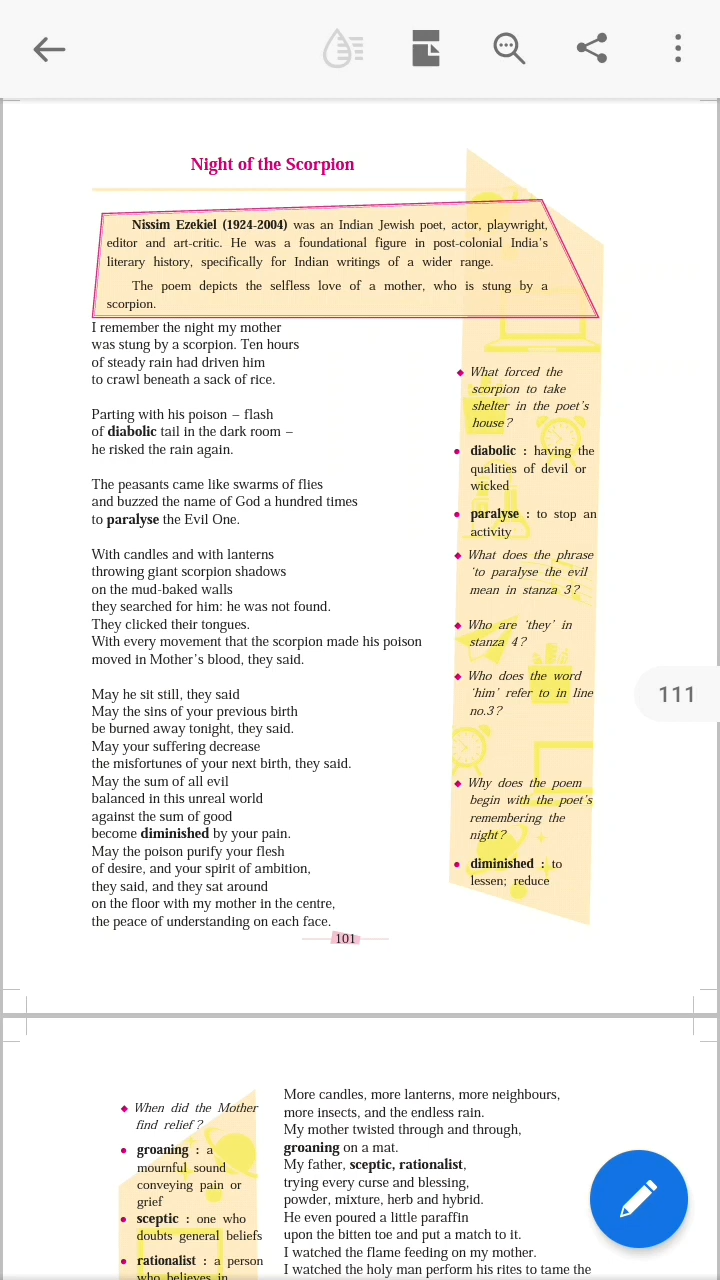 Night of the Scorpion
Nissim Ezekiel (1924-2004) was an Indian Jewish poet, actor, playwright,
editor and art-critic. He was a foundational figure in post-colonial India's
literary history, specifically for Indian writings of a wider range.
The poem depicts the selfless love of a mother, who is stung by a
scorpion.
I remember the night my mother
was stung by a scorpion. Ten hours
of steady rain had driven him
to crawl beneath a sack of rice.
Parting with his poison – flash
of diabolic tail in the dark room –
he risked the rain again.
The peasants came like swarms of flies
and buzzed the name of God a hundred times
to paralyse the Evil One.
With candles and with lanterns
throwing giant scorpion shadows
on the mud-baked walls
they searched for him: he was not found.
They clicked their tongues.
With every movement that the scorpion made his poison
moved in Mother's blood, they said.
May he sit still, they said
May the sins of your previous birth
be burned away tonight, they said.
May your suffering decrease
the misfortunes of your next birth, they said.
May the sum of all evil
balanced in this unreal world
against the sum of good
become diminished by your pain.
May the poison purify your flesh
of desire, and your spirit of ambition,
they said, and they sat around
on the floor with my mother in the centre,
the peace of understanding on each face.
◆ What forced the
scorpion to take
shelter in the poet's
house?
• diabolic : having the
qualities of devil or
wicked
• paralyse : to stop an
activity
◆ What does the phrase
'to paralyse the evil
mean in stanza 3?
◆ Who are 'they' in
stanza 4?
◆ Who does the word
'him' refer to in line
no.3?
◆ Why does the poem
begin with the poet's
remembering the
night?
• diminished : to
lessen; reduce
111
101
◆ When did the Mother
find relief?
• groaning : a
mournful sound
conveying pain or
grief
• sceptic : one who
doubts general beliefs
• rationalist : a person
who believes in
More candles, more lanterns, more neighbours,
more insects, and the endless rain.
My mother twisted through and through,
groaning on a mat.
My father, sceptic, rationalist,
trying every curse and blessing,
powder, mixture, herb and hybrid.
He even poured a little paraffin
upon the bitten toe and put a match to it.
I watched the flame feeding on my mother.
I watched the holy man perform his rites to tame the